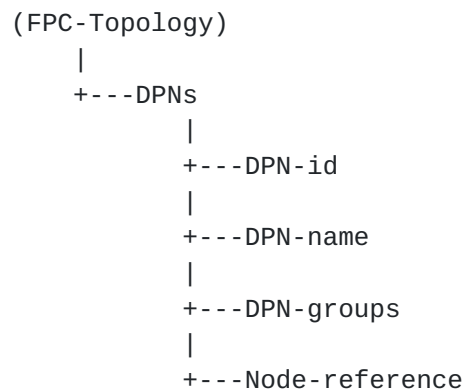 (FPC-Topology)
|
+---DPNs
|
+---DPN-id
|
+---DPN-name
|
+---DPN-groups
|
+---Node-reference